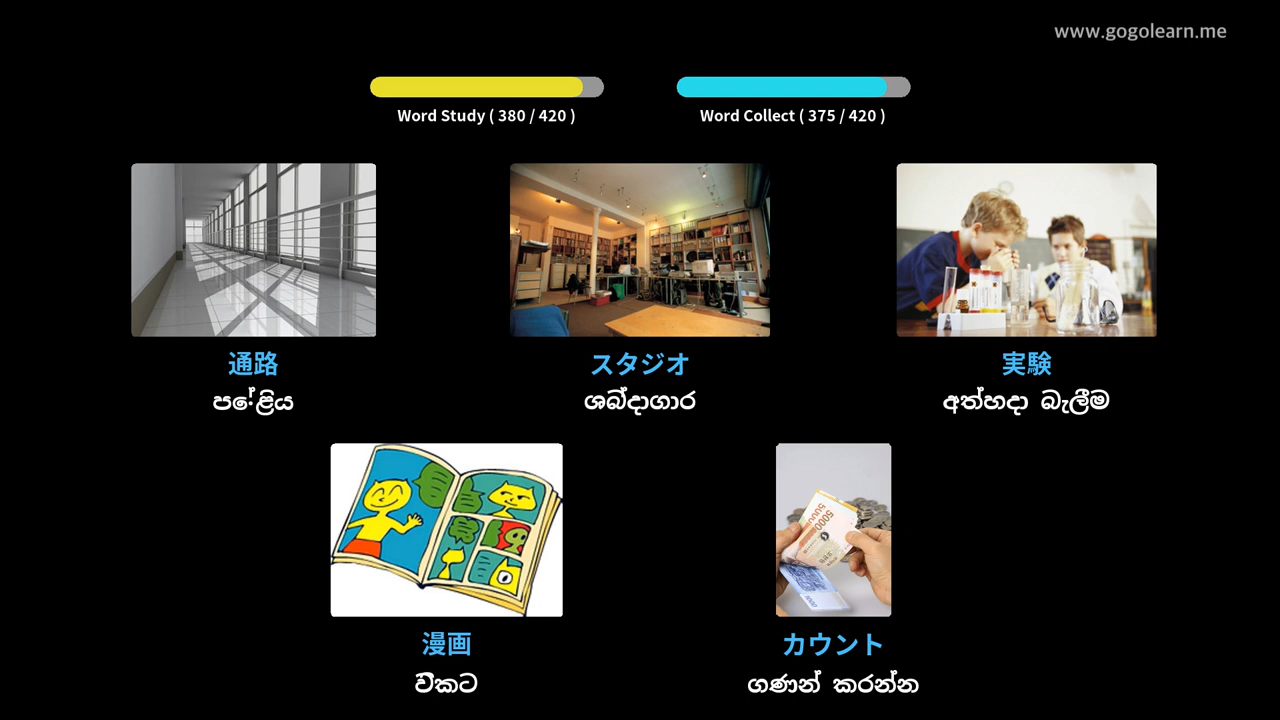 www.gogolearn.me
Word Study ( 380 / 420 )
Word Collect ( 375 / 420 )
通路
スタジオ
実験
පේළිය
ශබ්දාගාර
අත්හදා බැලීම
漫画
カウント
විකට
ගණන් කරන්න